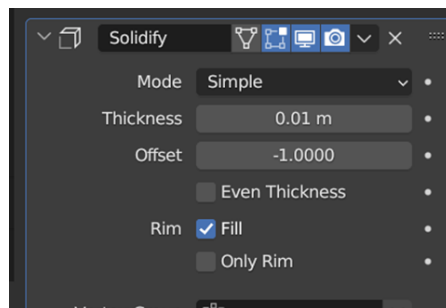 Solidify
Mode Simple
Thickness 0.01 m
Offset -1.0000
Even Thickness
Rim Fill
Only Rim